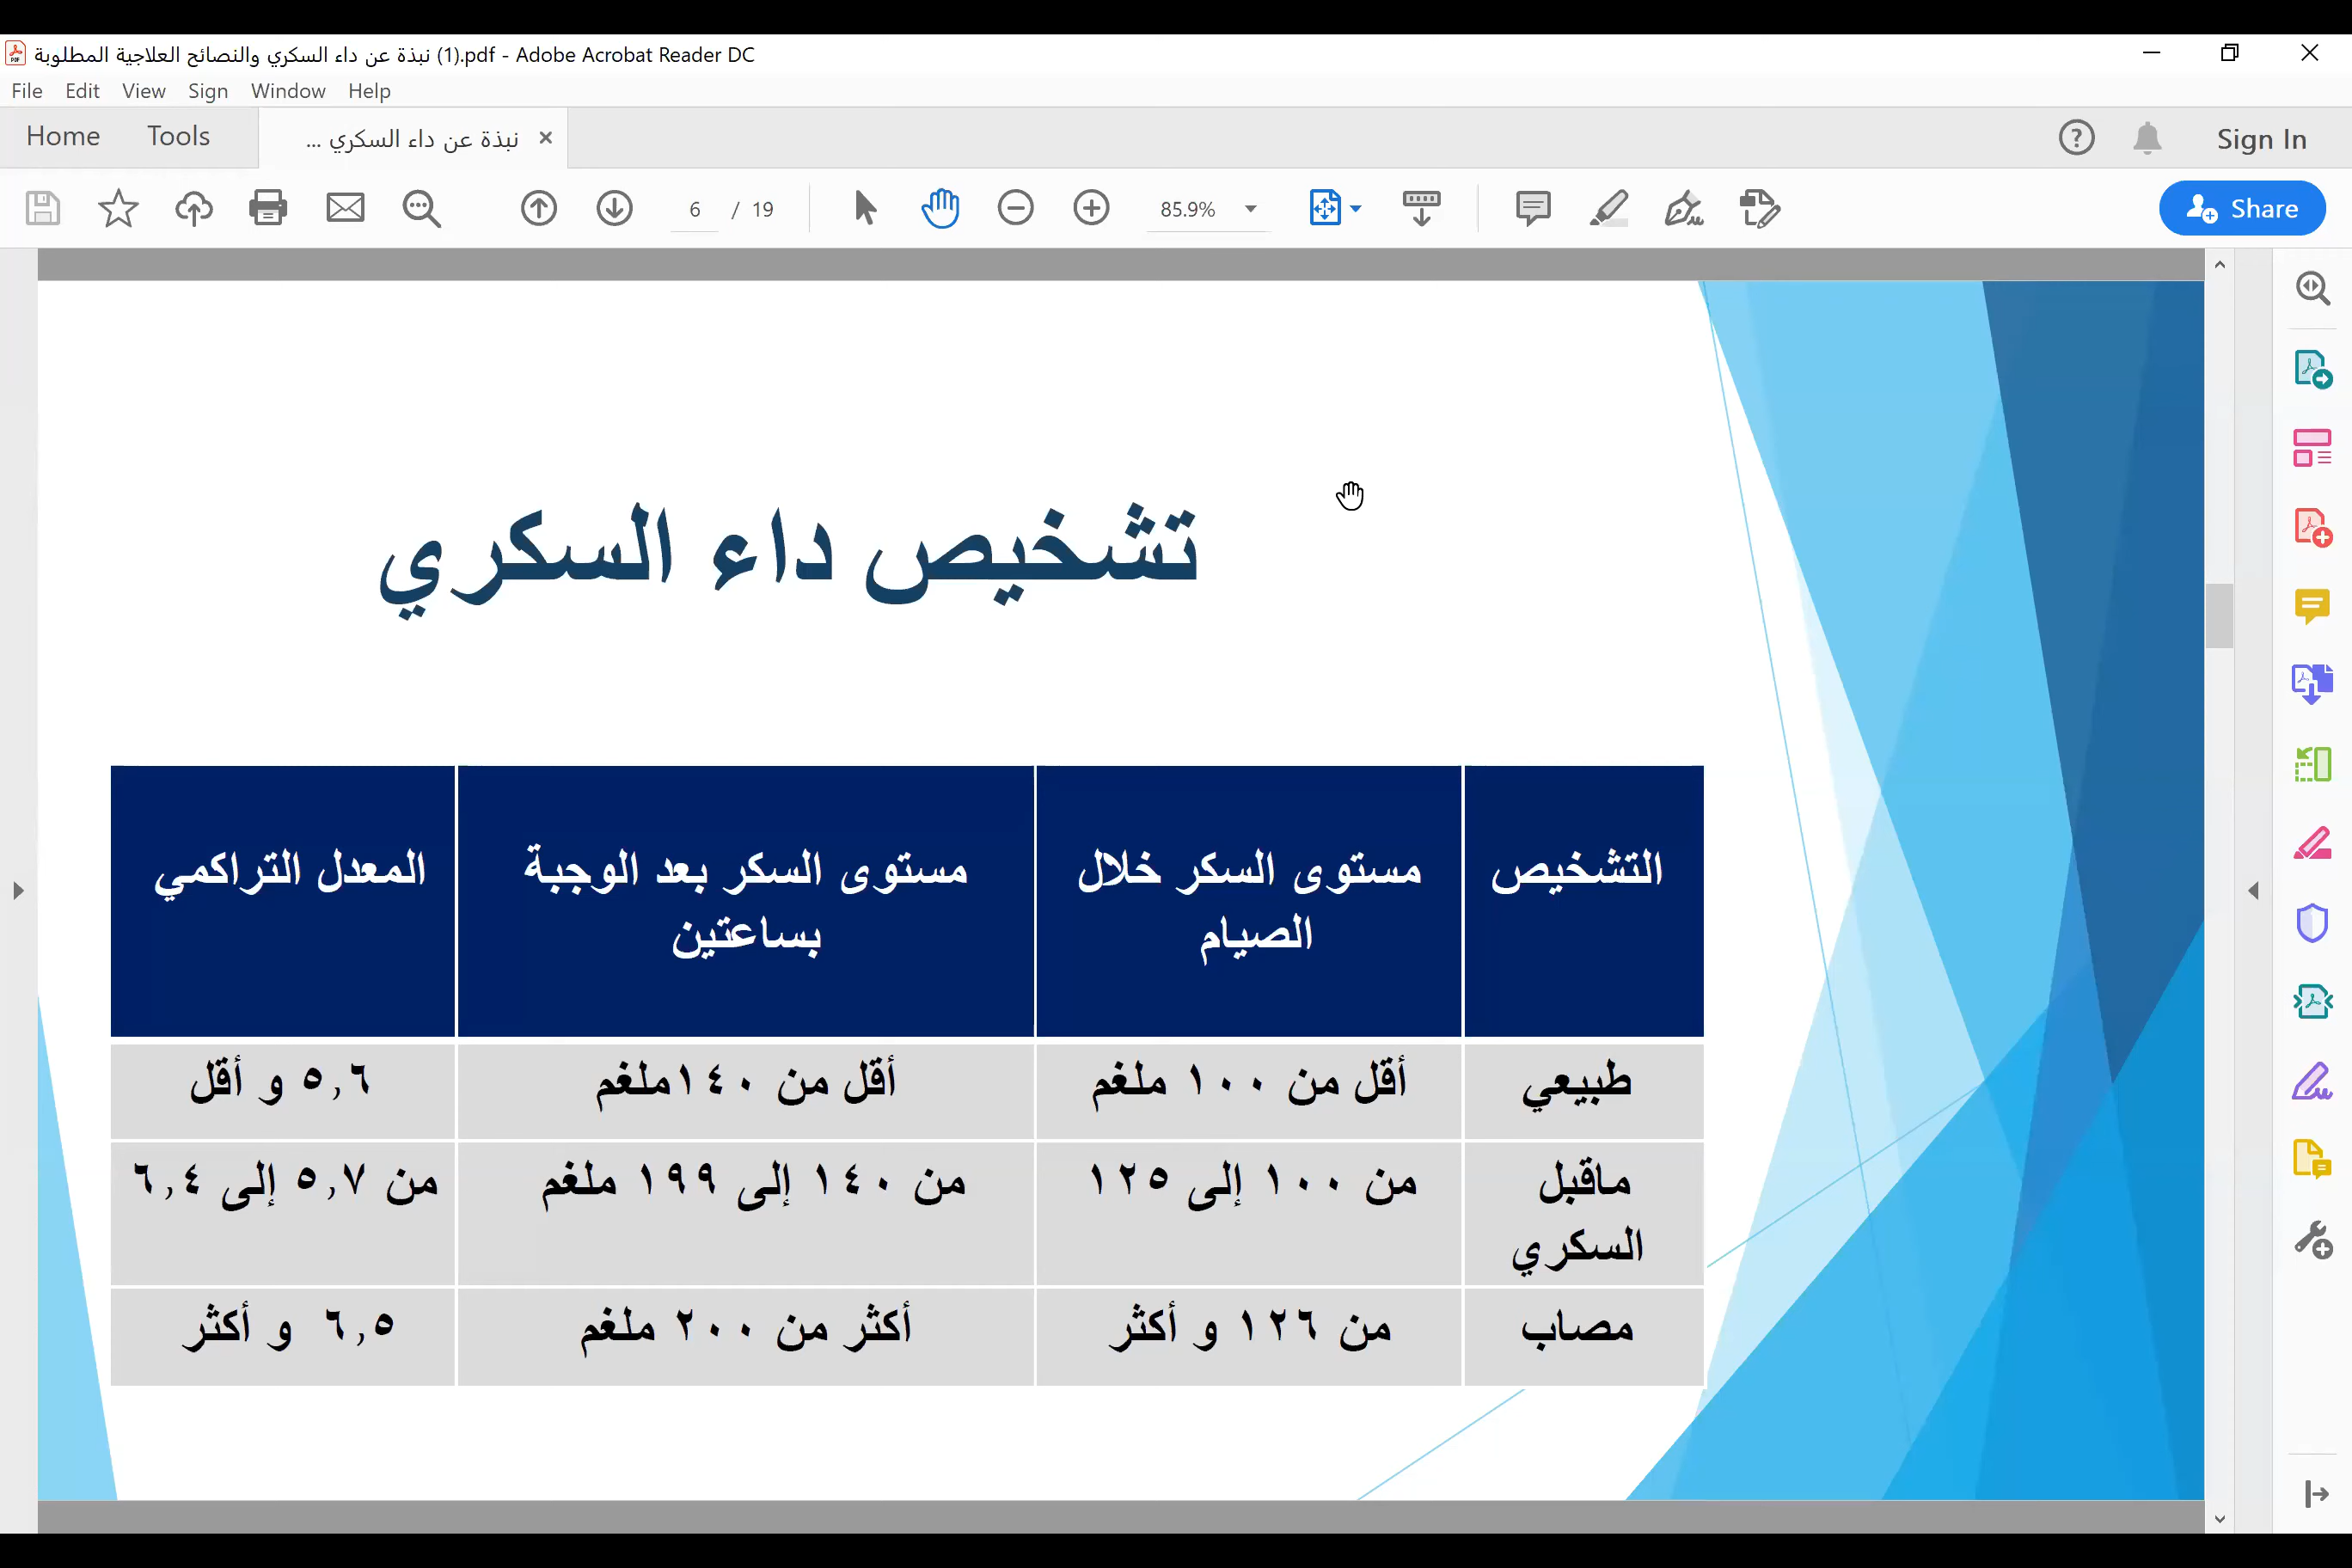 نبذة عن داء السكري والنصائح العلاجية المطلوبة (1).pdf - Adobe Acrobat Reader DC
File Edit View Sign Window Help
Home Tools نبذة عن داء السكري ... Sign In
6 / 19 85.9% Share
تشخيص داء السكري
التشخيص
مستوى السكر خلال
الصيام
مستوى السكر بعد الوجبة
بساعتين
المعدل التراكمي
طبيعي
أقل من ١٠٠ ملغم
أقل من ١٤٠ملغم
٥,٦ و أقل
ماقبل
السكري
من ١٠٠ إلى ١٢٥
من ١٤٠ إلى ١٩٩ ملغم
من ٥,٧ إلى ٦,٤
مصاب
من ١٢٦ و أكثر
أكثر من ٢٠٠ ملغم
٦,٥ و أكثر